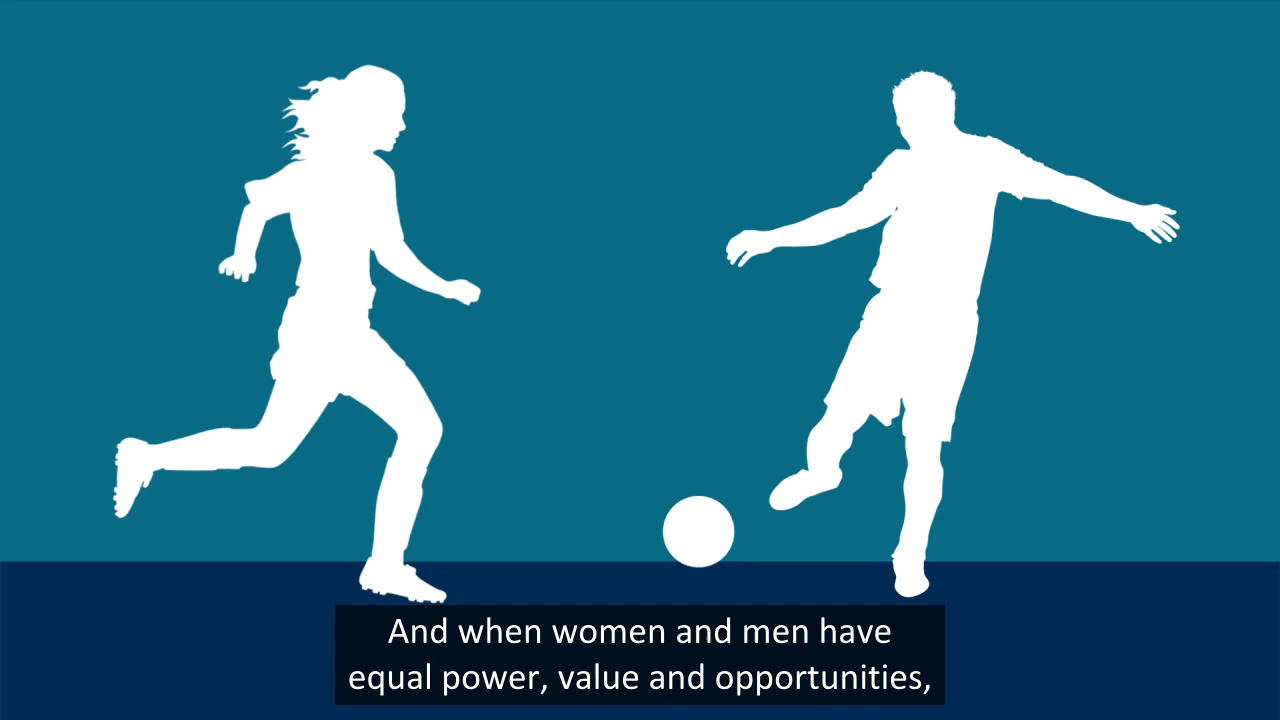 And when women and men have
equal power, value and opportunities,